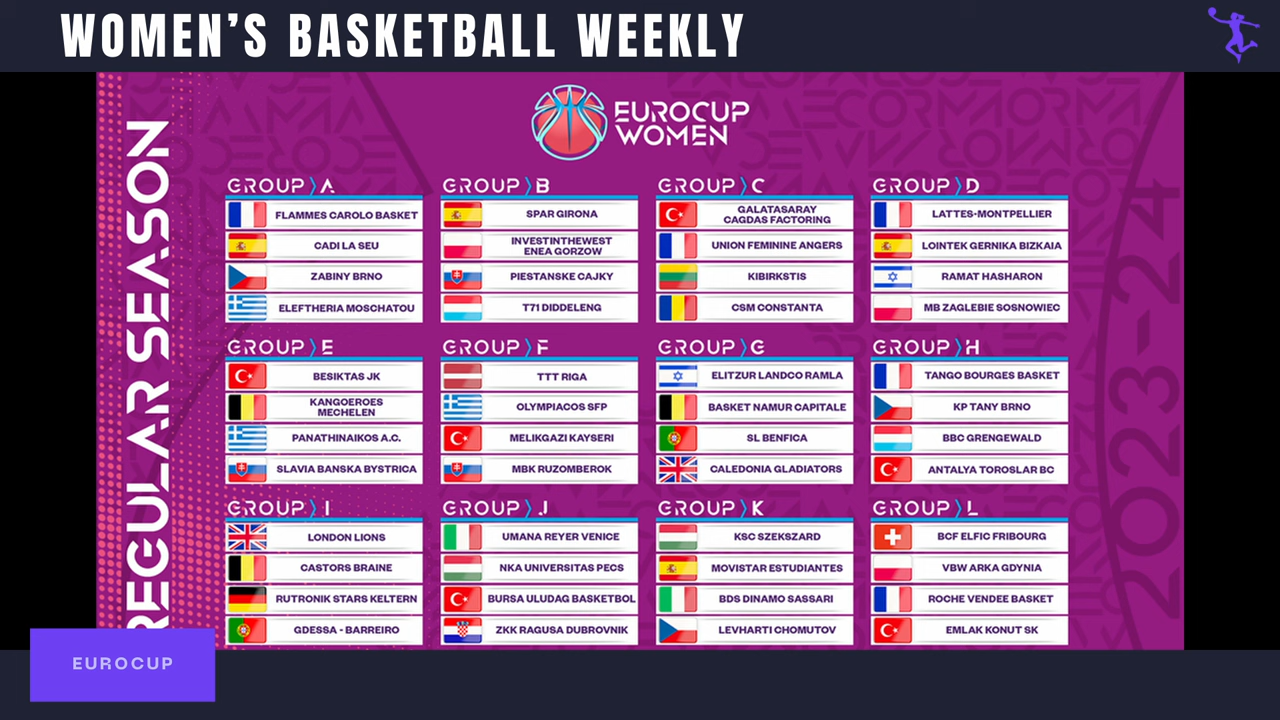 WOMEN'S BASKETBALL WEEKLY
EUROCUP
WOMEN
REGULAR SEASON
2023-24
GROUP A
FLAMMES CAROLO BASKET
CADI LA SEU
ZABINY BRNO
ELEFTHERIA MOSCHATOU
GROUP B
SPAR GIRONA
INVESTINTHEWEST
ENEA GORZOW
PIESTANSKE CAJKY
T71 DIDDELENG
GROUP C
GALATASARAY
CAGDAS FACTORING
UNION FEMININE ANGERS
KIBIRKSTIS
CSM CONSTANTA
GROUP D
LATTES-MONTPELLIER
LOINTEK GERNIKA BIZKAIA
RAMAT HASHARON
MB ZAGLEBIE SOSNOWIEC
GROUP E
BESIKTAS JK
KANGOEROES
MECHELEN
PANATHINAIKOS A.C.
SLAVIA BANSKA BYSTRICA
GROUP F
TTT RIGA
OLYMPIACOS SFP
MELIKGAZI KAYSERI
MBK RUZOMBEROK
GROUP G
ELITZUR LANDCO RAMLA
BASKET NAMUR CAPITALE
SL BENFICA
CALEDONIA GLADIATORS
GROUP H
TANGO BOURGES BASKET
KP TANY BRNO
BBC GRENGEWALD
ANTALYA TOROSLAR BC
GROUP I
LONDON LIONS
CASTORS BRAINE
RUTRONIK STARS KELTERN
GDESSA - BARREIRO
GROUP J
UMANA REYER VENICE
NKA UNIVERSITAS PECS
BURSA ULUDAG BASKETBOL
ZKK RAGUSA DUBROVNIK
GROUP K
KSC SZEKSZARD
MOVISTAR ESTUDIANTES
BDS DINAMO SASSARI
LEVHARTI CHOMUTOV
GROUP L
BCF ELFIC FRIBOURG
VBW ARKA GDYNIA
ROCHE VENDEE BASKET
EMLAK KONUT SK
EUROCUP